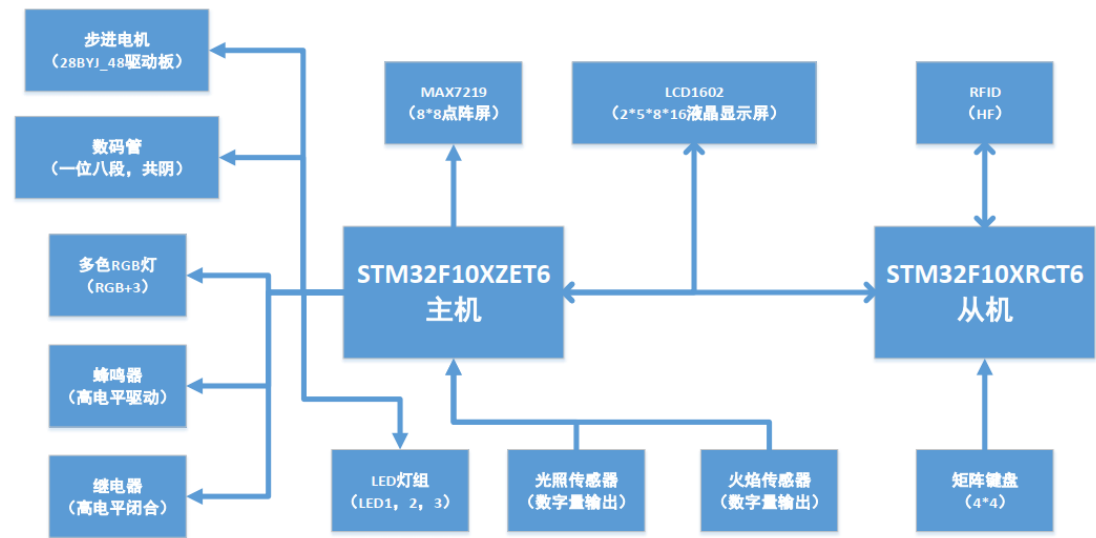 步进电机
（28BYJ_48驱动板）
数码管
（一位八段，共阴）
多色RGB灯
（RGB+3）
蜂鸣器
（高电平驱动）
继电器
（高电平闭合）
MAX7219
（8*8点阵屏）
LCD1602
（2*5*8*16液晶显示屏）
RFID
（HF）
STM32F10XZET6
主机
STM32F10XRCT6
从机
LED灯组
（LED1，2，3）
光照传感器
（数字量输出）
火焰传感器
（数字量输出）
矩阵键盘
（4*4）